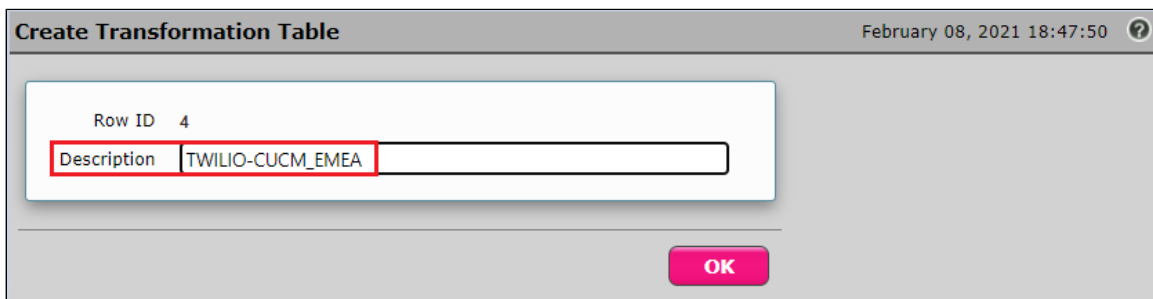 Create Transformation Table February 08, 2021 18:47:50 ?
Row ID 4
Description TWILIO-CUCM_EMEA
OK